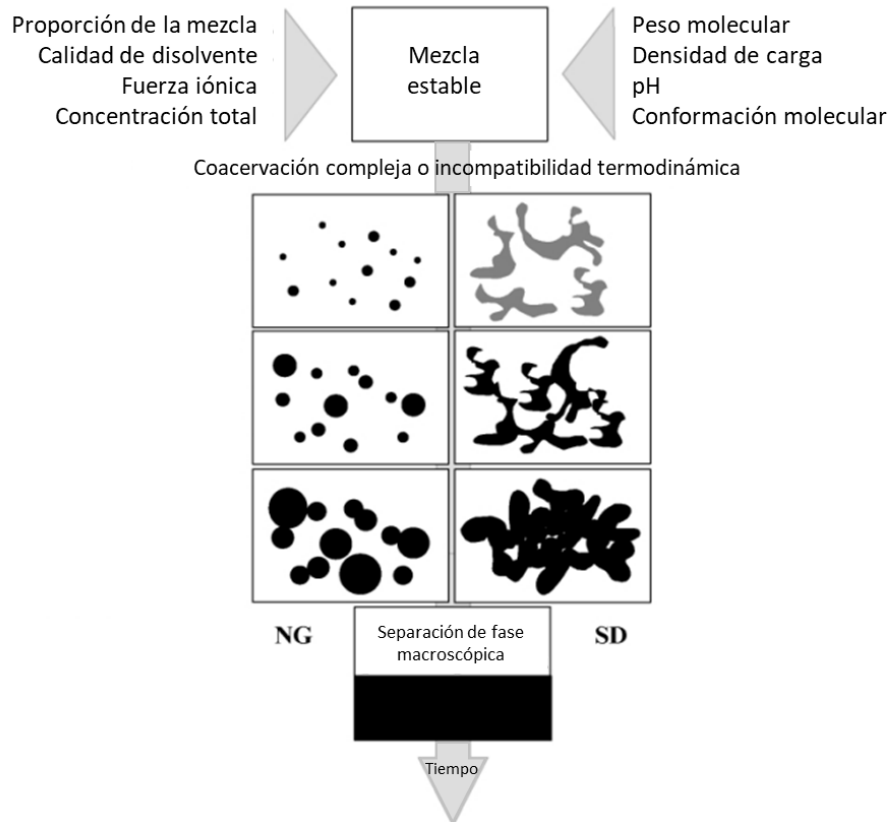 Proporción de la mezcla
Calidad de disolvente
Fuerza iónica
Concentración total
Mezcla
estable
Peso molecular
Densidad de carga
pH
Conformación molecular
Coacervación compleja o incompatibilidad termodinámica
NG
Separación de fase
macroscópica
SD
Tiempo